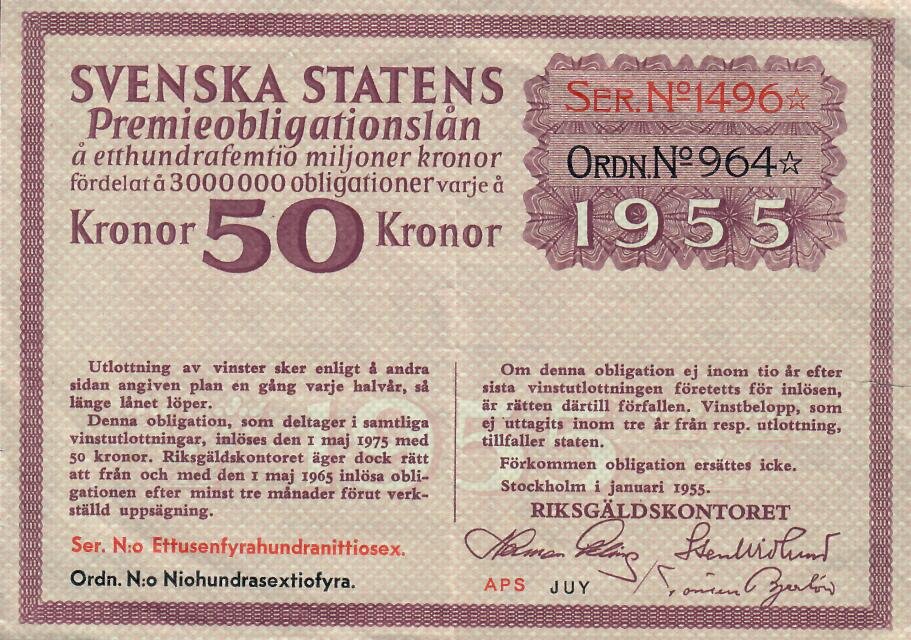 SVENSKA STATENS
Premieobligationslån
å etthundrafemtio miljoner kronor
fördelat å 3000000 obligationer varje å
Kronor 50 Kronor
SER. Nº 1496☆
ORDN. Nº 964☆
1955
Utlottning av vinster sker enligt å andra
sidan angiven plan en gång varje halvår, så
länge lånet löper.
Denna obligation, som deltager i samtliga
vinstutlottningar, inlöses den 1 maj 1975 med
50 kronor. Riksgäldskontoret äger dock rätt
att från och med den 1 maj 1965 inlösa obli-
gationen efter minst tre månader förut verk-
ställd uppsägning.
Ser. N:o Ettusenfyrahundranittiosex.
Ordn. N:o Niohundrasextiofyra.
Om denna obligation ej inom tio år efter
sista vinstutlottningen företetts för inlösen,
är rätten därtill förfallen. Vinstbelopp, som
ej uttagits inom tre år från resp. utlottning,
tillfaller staten.
Förkommen obligation ersättes icke.
Stockholm i januari 1955.
RIKSGÄLDSKONTORET
APS JUY